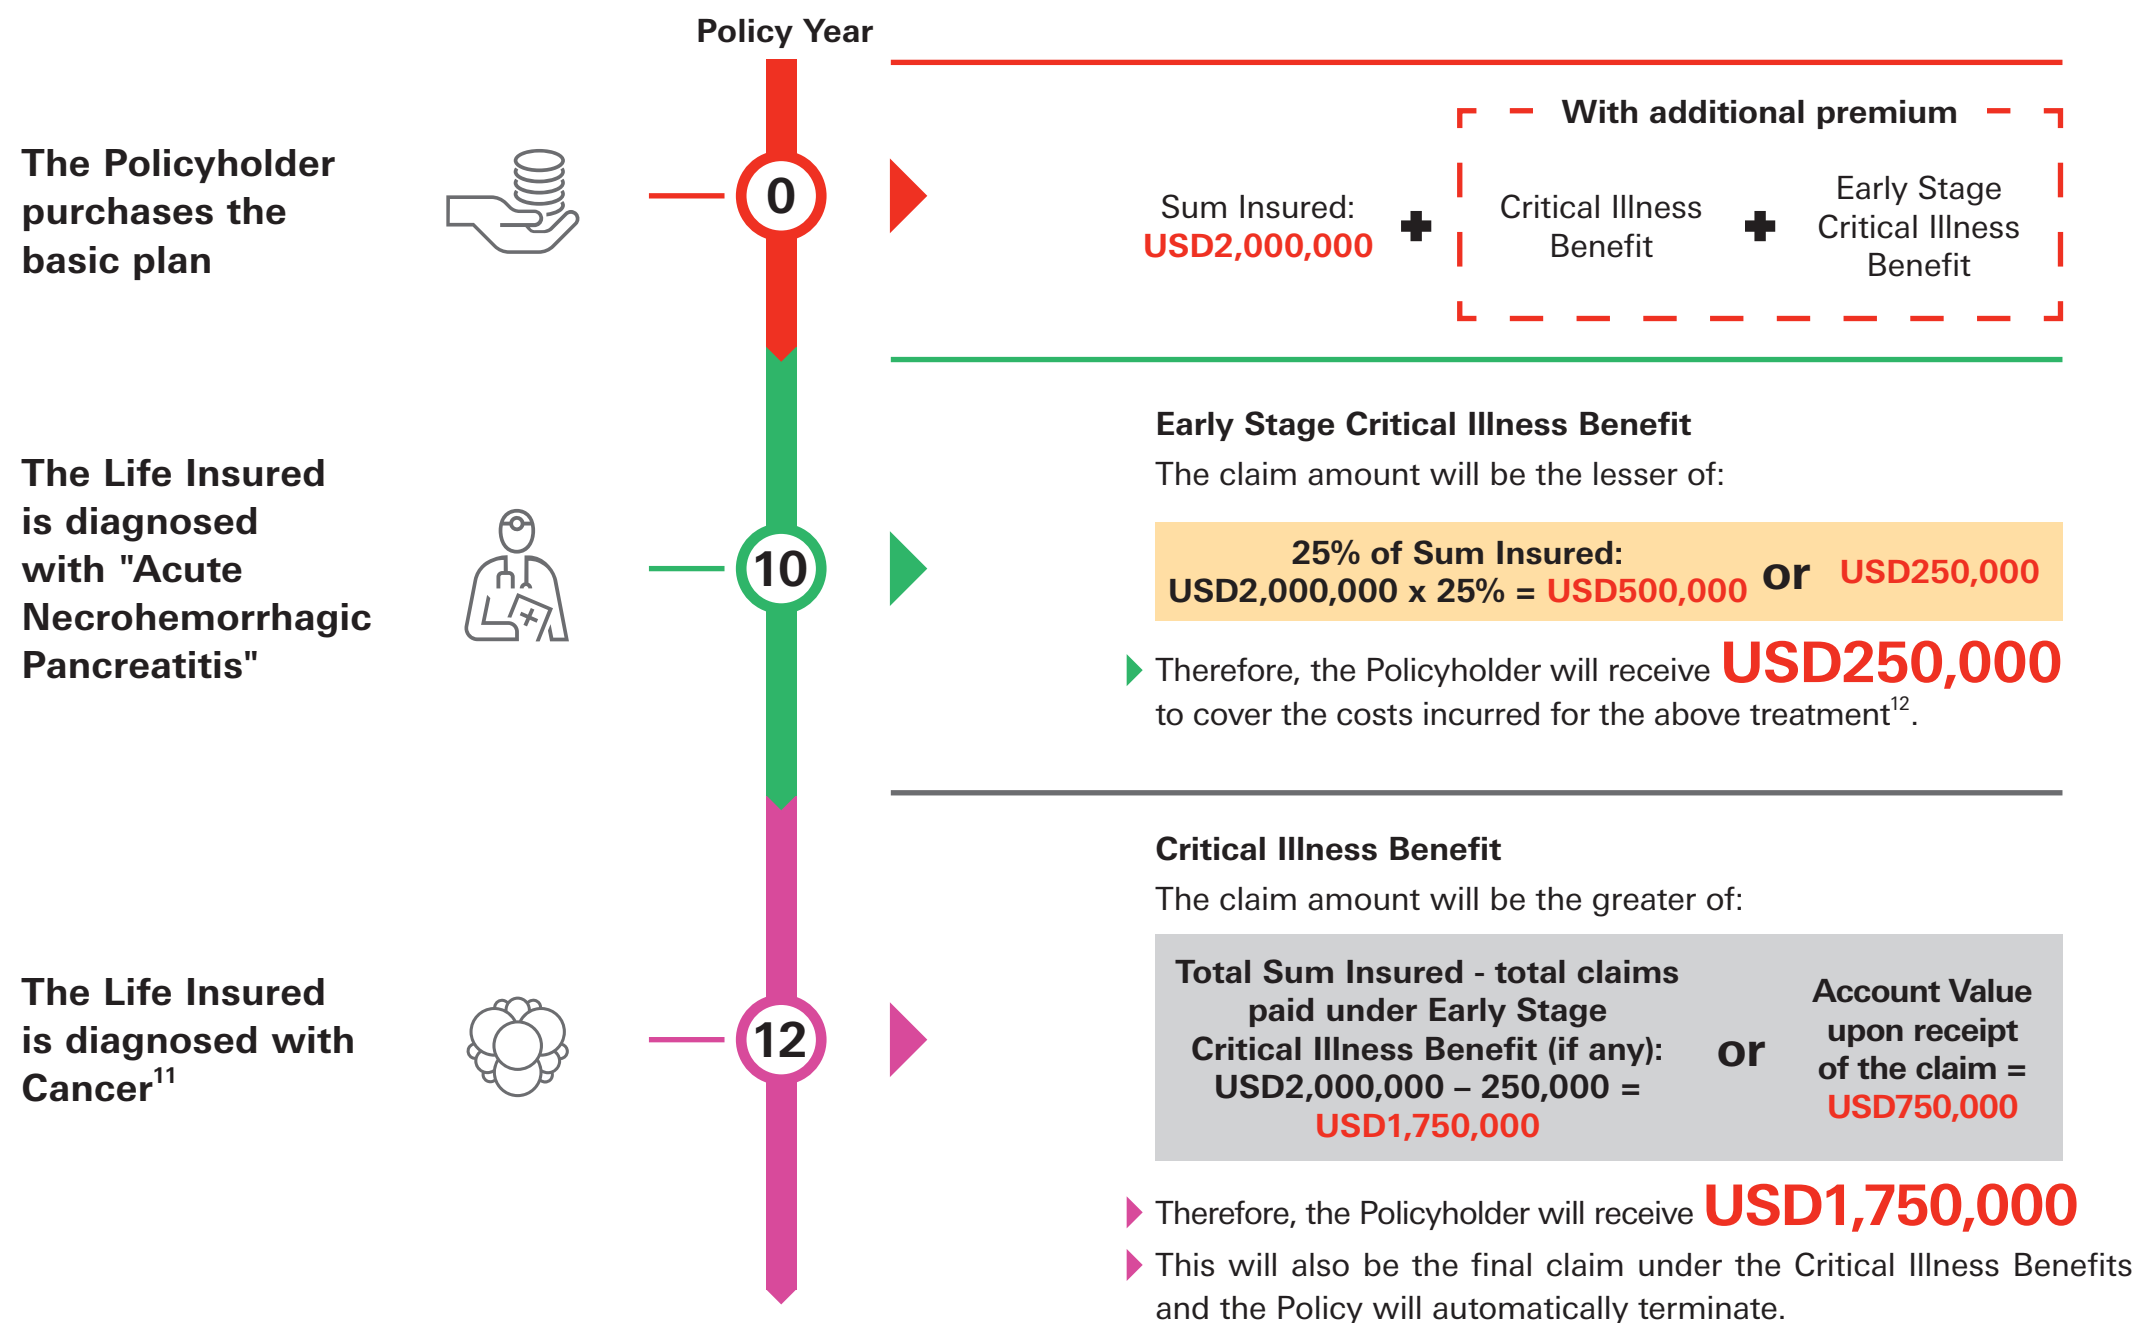 Policy Year
The Policyholder
purchases the
basic plan
0
Sum Insured:
USD2,000,000
With additional premium
Critical Illness
Benefit
Early Stage
Critical Illness
Benefit
The Life Insured
is diagnosed
with "Acute
Necrohemorrhagic
Pancreatitis"
10
Early Stage Critical Illness Benefit
The claim amount will be the lesser of:
25% of Sum Insured:
USD2,000,000 x 25% = USD500,000
or
USD250,000
Therefore, the Policyholder will receive USD250,000
to cover the costs incurred for the above treatment12.
The Life Insured
is diagnosed with
Cancer11
12
Critical Illness Benefit
The claim amount will be the greater of:
Total Sum Insured - total claims
paid under Early Stage
Critical Illness Benefit (if any):
USD2,000,000 – 250,000 =
USD1,750,000
or
Account Value
upon receipt
of the claim =
USD750,000
Therefore, the Policyholder will receive USD1,750,000
This will also be the final claim under the Critical Illness Benefits
and the Policy will automatically terminate.